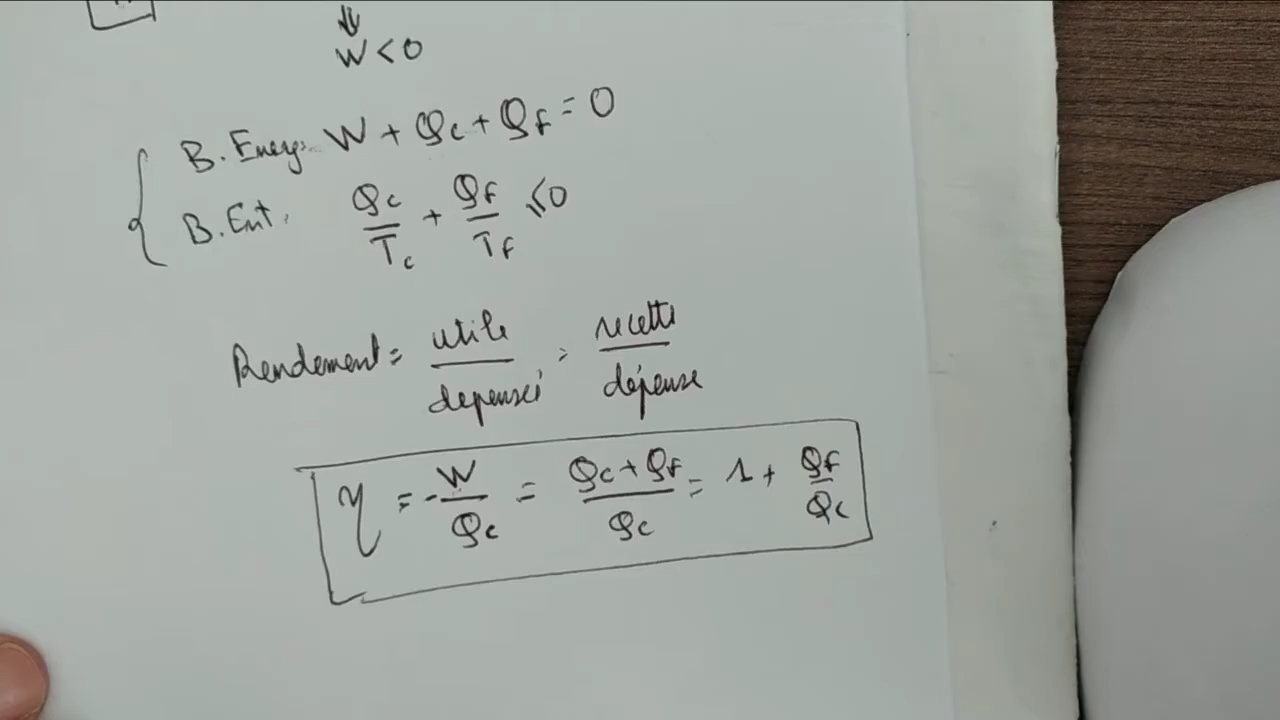 ⇓
W < 0
B. Energ. W + Qc + Qf = 0
B. Ent. Qc/Tc + Qf/Tf ≤ 0
Rendement = utile/dépensée = recette/dépense
η = -W/Qc = Qc + Qf/Qc = 1 + Qf/Qc